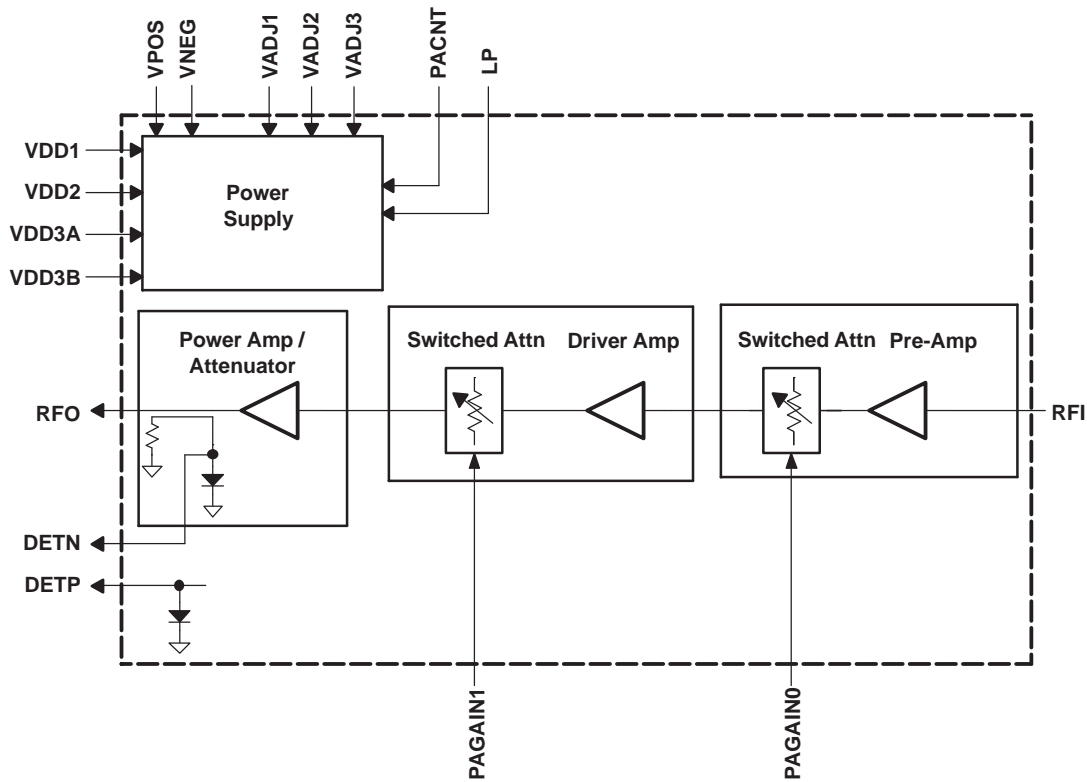 VPOS
VNEG
VADJ1
VADJ2
VADJ3
PACNT
LP
VDD1
VDD2
VDD3A
VDD3B
Power
Supply
Power Amp /
Attenuator
Switched Attn
Driver Amp
Switched Attn
Pre-Amp
RFO
RFI
DETN
DETP
PAGAIN1
PAGAIN0